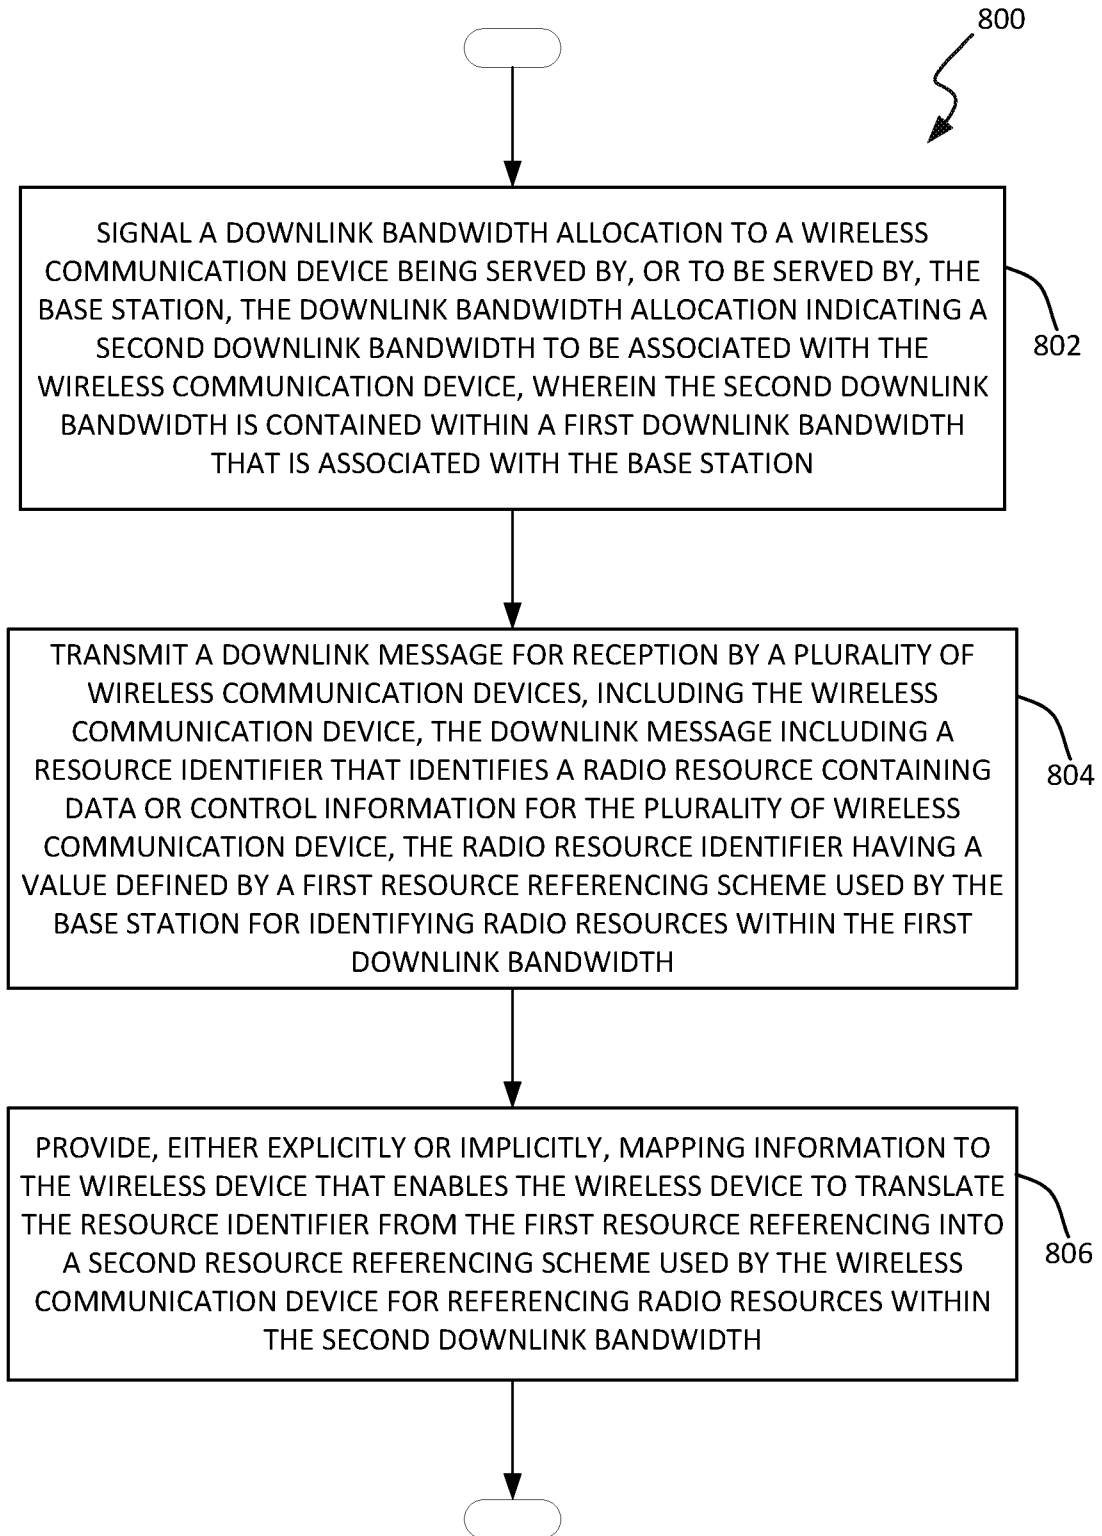 800
SIGNAL A DOWNLINK BANDWIDTH ALLOCATION TO A WIRELESS
COMMUNICATION DEVICE BEING SERVED BY, OR TO BE SERVED BY, THE
BASE STATION, THE DOWNLINK BANDWIDTH ALLOCATION INDICATING A
SECOND DOWNLINK BANDWIDTH TO BE ASSOCIATED WITH THE
WIRELESS COMMUNICATION DEVICE, WHEREIN THE SECOND DOWNLINK
BANDWIDTH IS CONTAINED WITHIN A FIRST DOWNLINK BANDWIDTH
THAT IS ASSOCIATED WITH THE BASE STATION
802
TRANSMIT A DOWNLINK MESSAGE FOR RECEPTION BY A PLURALITY OF
WIRELESS COMMUNICATION DEVICES, INCLUDING THE WIRELESS
COMMUNICATION DEVICE, THE DOWNLINK MESSAGE INCLUDING A
RESOURCE IDENTIFIER THAT IDENTIFIES A RADIO RESOURCE CONTAINING
DATA OR CONTROL INFORMATION FOR THE PLURALITY OF WIRELESS
COMMUNICATION DEVICE, THE RADIO RESOURCE IDENTIFIER HAVING A
VALUE DEFINED BY A FIRST RESOURCE REFERENCING SCHEME USED BY THE
BASE STATION FOR IDENTIFYING RADIO RESOURCES WITHIN THE FIRST
DOWNLINK BANDWIDTH
804
PROVIDE, EITHER EXPLICITLY OR IMPLICITLY, MAPPING INFORMATION TO
THE WIRELESS DEVICE THAT ENABLES THE WIRELESS DEVICE TO TRANSLATE
THE RESOURCE IDENTIFIER FROM THE FIRST RESOURCE REFERENCING INTO
A SECOND RESOURCE REFERENCING SCHEME USED BY THE WIRELESS
COMMUNICATION DEVICE FOR REFERENCING RADIO RESOURCES WITHIN
THE SECOND DOWNLINK BANDWIDTH
806